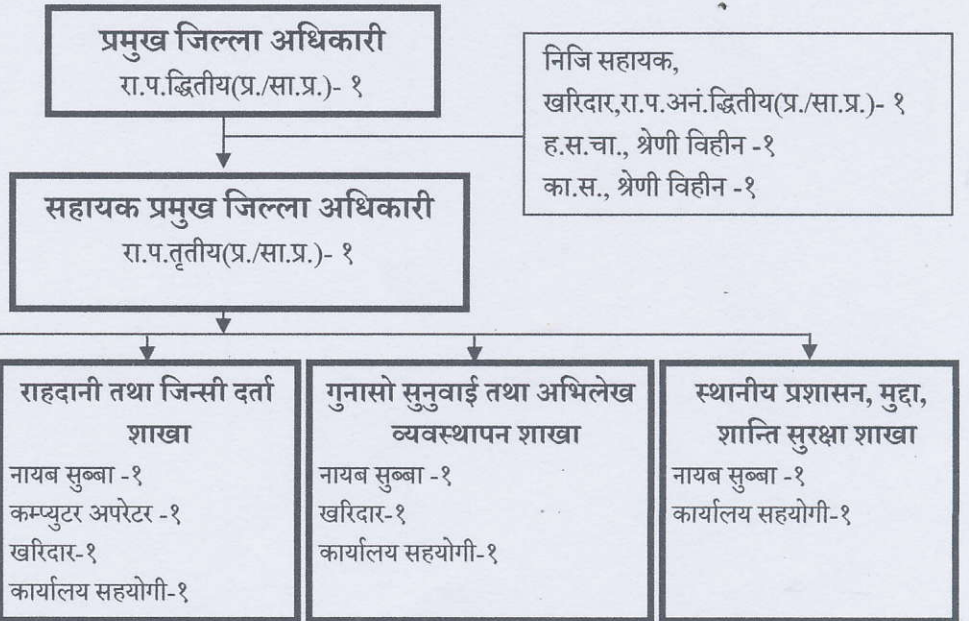 प्रमुख जिल्ला अधिकारी
रा.प.द्धितीय(प्र./सा.प्र.)- १
निजि सहायक,
खरिदार,रा.प.अनं.द्धितीय(प्र./सा.प्र.)- १
ह.स.चा., श्रेणी विहीन -१
का.स., श्रेणी विहीन -१
सहायक प्रमुख जिल्ला अधिकारी
रा.प.तृतीय(प्र./सा.प्र.)- १
राहदानी तथा जिन्सी दर्ता
शाखा
नायब सुब्बा -१
कम्प्युटर अपरेटर -१
खरिदार-१
कार्यालय सहयोगी-१
गुनासो सुनुवाई तथा अभिलेख
व्यवस्थापन शाखा
नायब सुब्बा -१
खरिदार-१
कार्यालय सहयोगी-१
स्थानीय प्रशासन, मुद्दा,
शान्ति सुरक्षा शाखा
नायब सुब्बा -१
कार्यालय सहयोगी-१